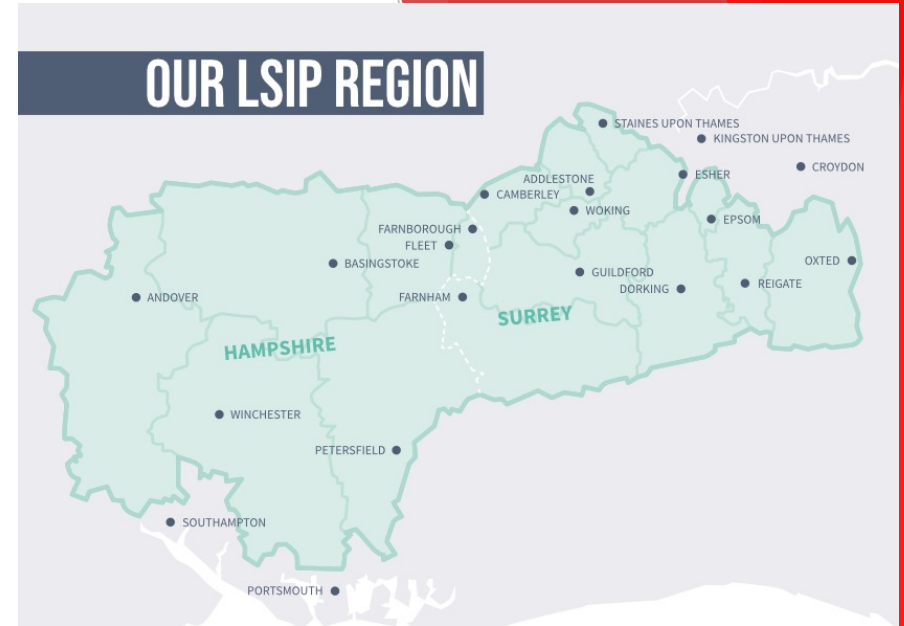 OUR LSIP REGION
STAINES UPON THAMES
KINGSTON UPON THAMES
CROYDON
ADDLESTONE
ESHER
CAMBERLEY
WOKING
EPSOM
FARNBOROUGH
FLEET
BASINGSTOKE
OXTED
GUILDFORD
REIGATE
DORKING
ANDOVER
FARNHAM
SURREY
HAMPSHIRE
WINCHESTER
PETERSFIELD
SOUTHAMPTON
PORTSMOUTH